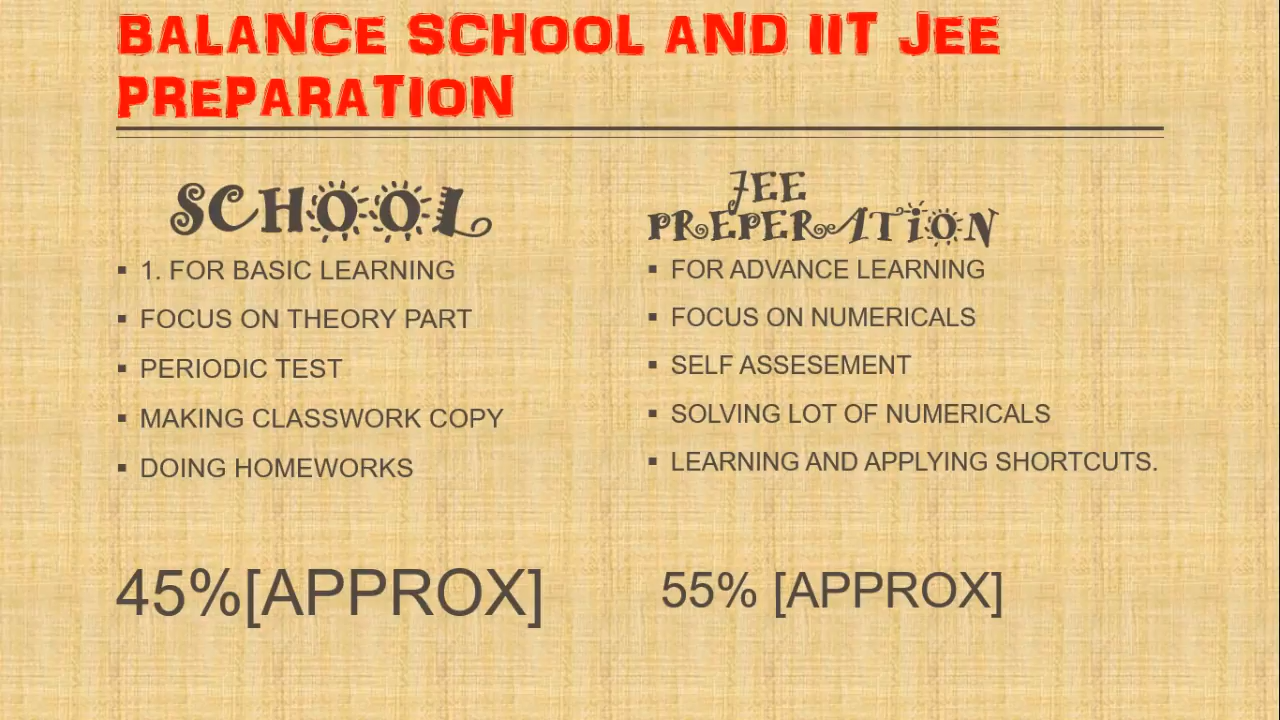 BALANCE SCHOOL AND IIT JEE
PREPARATION
SCHOOL
▪ 1. FOR BASIC LEARNING
▪ FOCUS ON THEORY PART
▪ PERIODIC TEST
▪ MAKING CLASSWORK COPY
▪ DOING HOMEWORKS
45%[APPROX]
JEE
PREPERATION
▪ FOR ADVANCE LEARNING
▪ FOCUS ON NUMERICALS
▪ SELF ASSESEMENT
▪ SOLVING LOT OF NUMERICALS
▪ LEARNING AND APPLYING SHORTCUTS.
55% [APPROX]